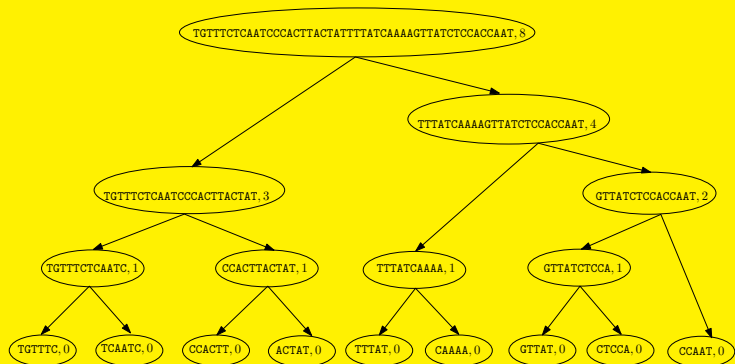 TGTTTCTCAATCCCACTTACTATTTTATCAAAAGTTATCTCCACCAAT, 8
TTTATCAAAAGTTATCTCCACCAAT, 4
TGTTTCTCAATCCCACTTACTAT, 3
GTTATCTCCACCAAT, 2
TGTTTCTCAATC, 1
CCACTTACTAT, 1
TTTATCAAAA, 1
GTTATCTCCA, 1
TGTTTC, 0
TCAATC, 0
CCACTT, 0
ACTAT, 0
TTTAT, 0
CAAAA, 0
GTTAT, 0
CTCCA, 0
CCAAT, 0